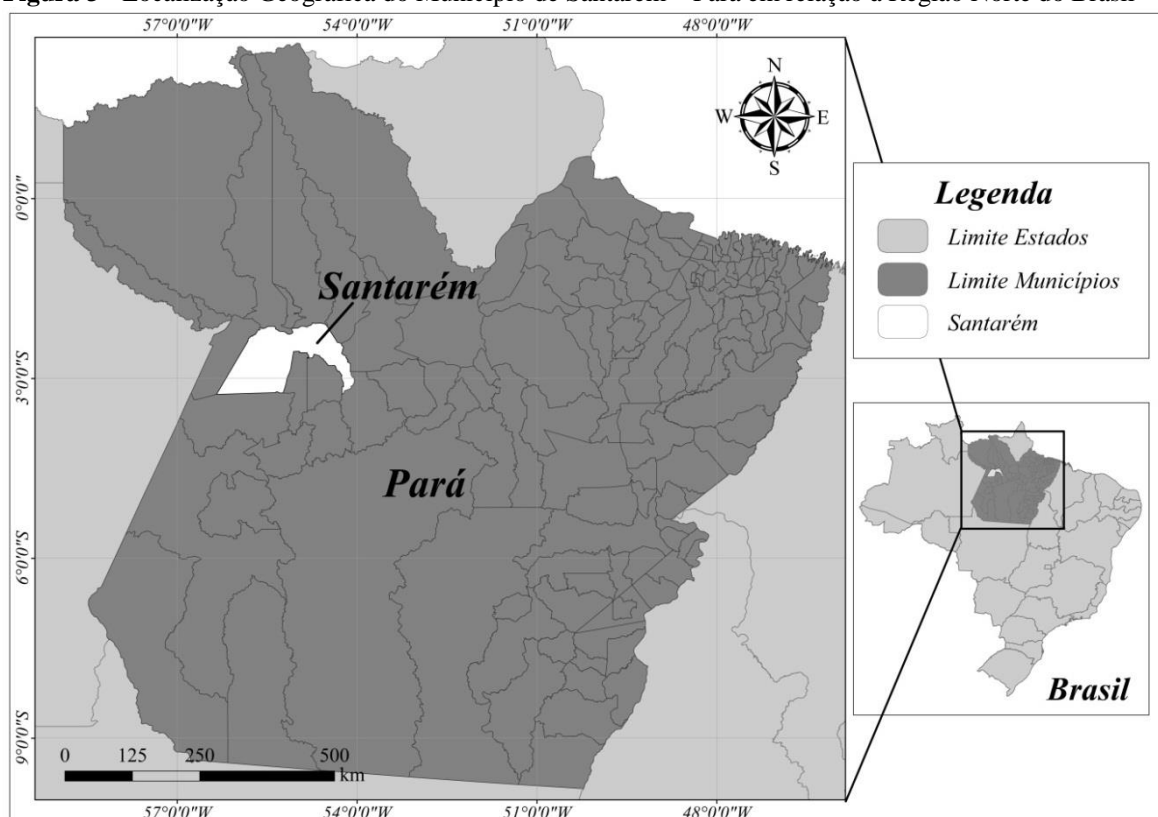 Figura 3 - Localização Geográfica do Município de Santarém – Pará em relação à Região Norte do Brasil
57°0'0"W 54°0'0"W 51°0'0"W 48°0'0"W
N
W E
S
0°0'0"
3°0'0"S
6°0'0"S
9°0'0"S
Santarém
Pará
0 125 250 500
km
57°0'0"W 54°0'0"W 51°0'0"W 48°0'0"W
Legenda
Limite Estados
Limite Municípios
Santarém
Brasil